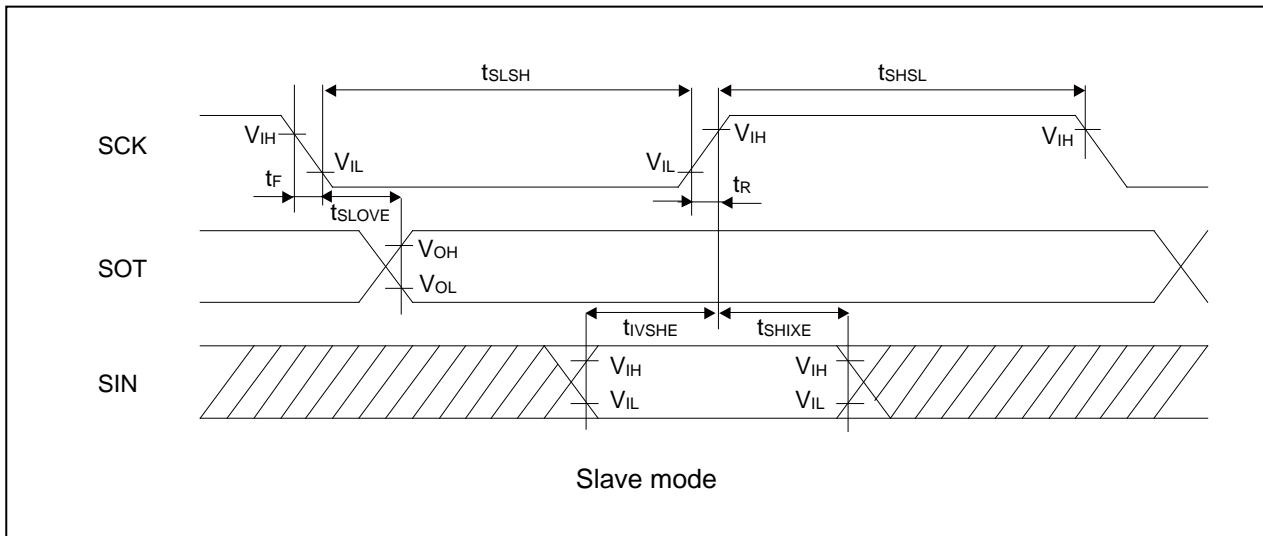 tSLSH
tSHSL
SCK
VIH
VIL
VIL
VIH
VIH
tF
tSLOVE
tR
SOT
VOH
VOL
tIVSHE
tSHIXE
SIN
VIH
VIL
VIH
VIL
Slave mode